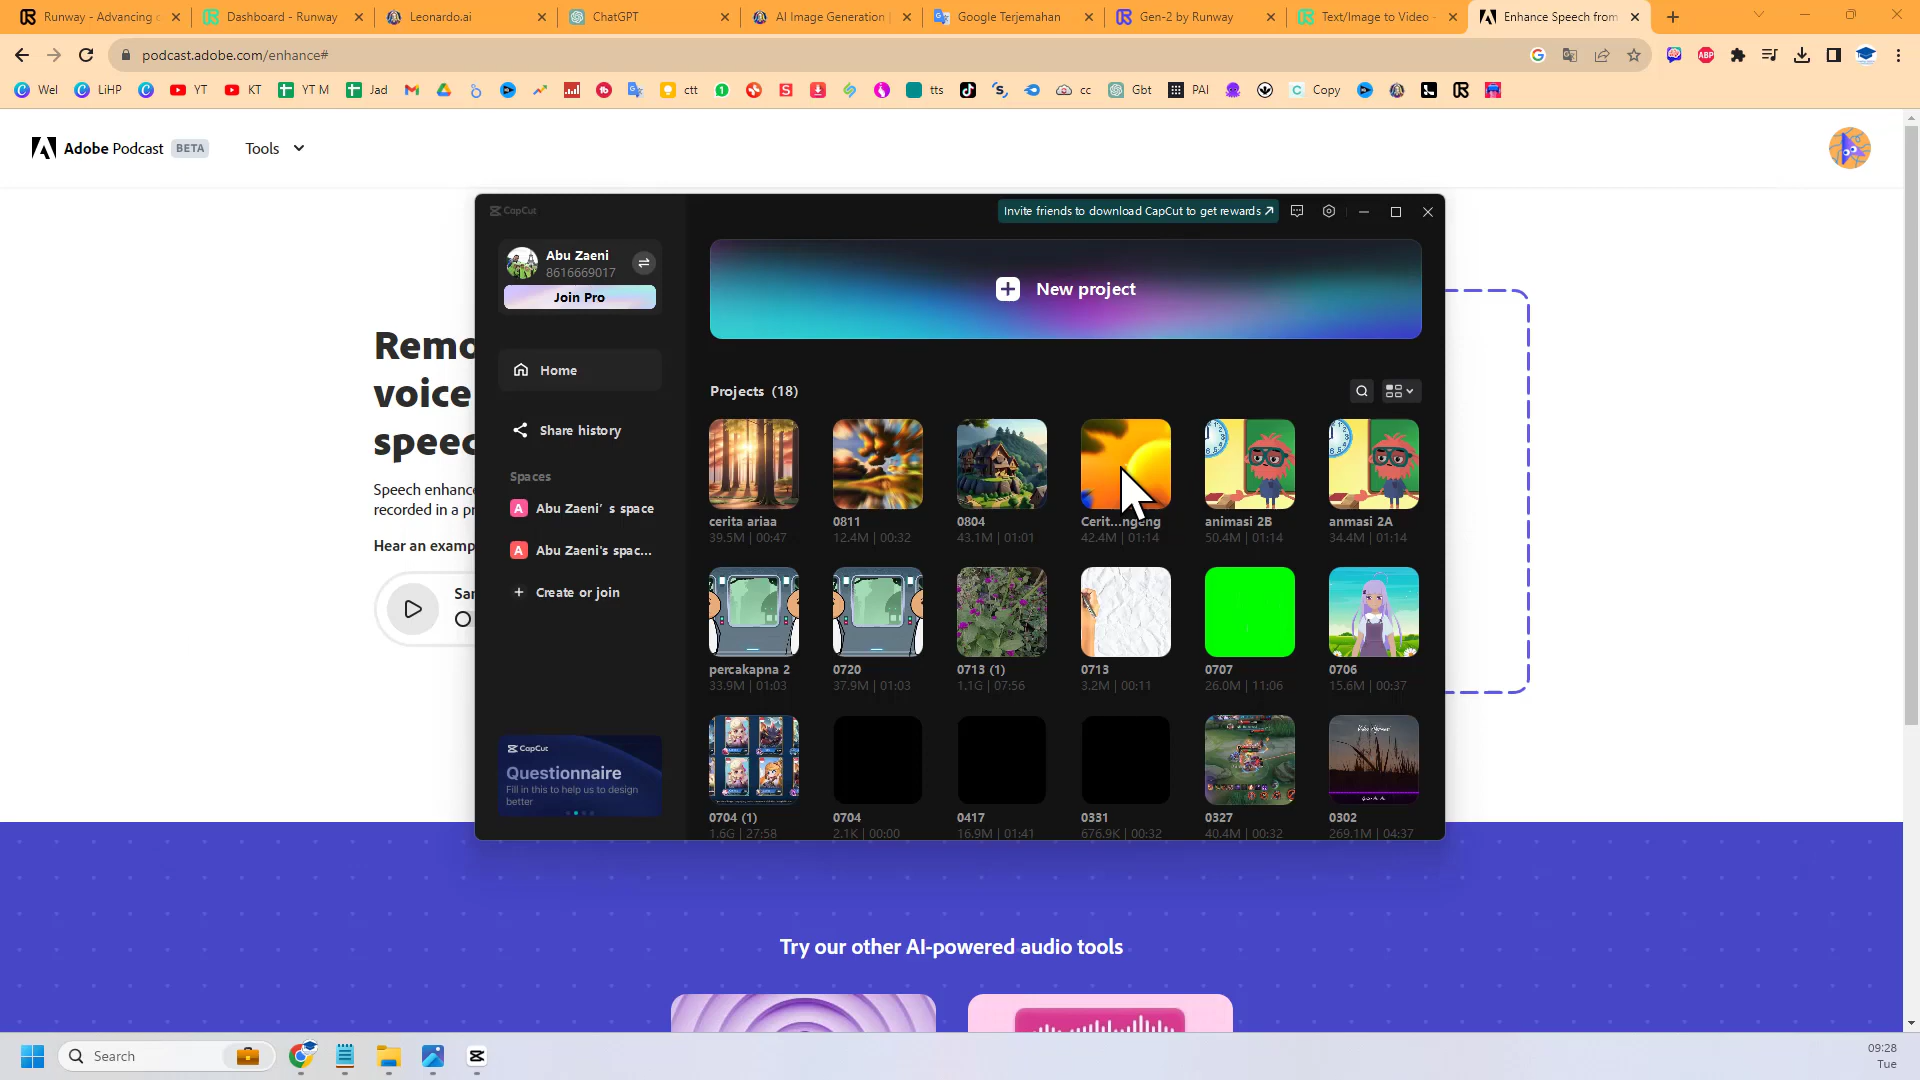 Runway - Advancing c
Dashboard - Runway
Leonardo.ai
ChatGPT
AI Image Generation
Google Terjemahan
Gen-2 by Runway
Text/Image to Video -
Enhance Speech from
podcast.adobe.com/enhance#
Wel
LiHP
YT
KT
YT M
Jad
ctt
tts
cc
Gbt
PAI
Copy
Adobe Podcast BETA
Tools
CapCut
Invite friends to download CapCut to get rewards
Abu Zaeni
8616669017
Join Pro
New project
Remo
voice
speec
Speech enhanc
recorded in a pr
Hear an examp
Sar
Home
Share history
Spaces
A Abu Zaeni' s space
A Abu Zaeni's spac...
+ Create or join
CapCut
Questionnaire
Fill in this to help us to design
better
Projects (18)
cerita ariaa
39.5M | 00:47
0811
12.4M | 00:32
0804
43.1M | 01:01
Cerit...ngeng
42.4M | 01:14
animasi 2B
50.4M | 01:14
anmasi 2A
34.4M | 01:14
percakapna 2
33.9M | 01:03
0720
37.9M | 01:03
0713 (1)
1.1G | 07:56
0713
3.2M | 00:11
0707
26.0M | 11:06
0706
15.6M | 00:37
0704 (1)
1.6G | 27:58
0704
2.1K | 00:00
0417
16.9M | 01:41
0331
676.9K | 00:32
0327
40.4M | 00:32
0302
269.1M | 04:37
Try our other AI-powered audio tools
Search
09:28
Tue